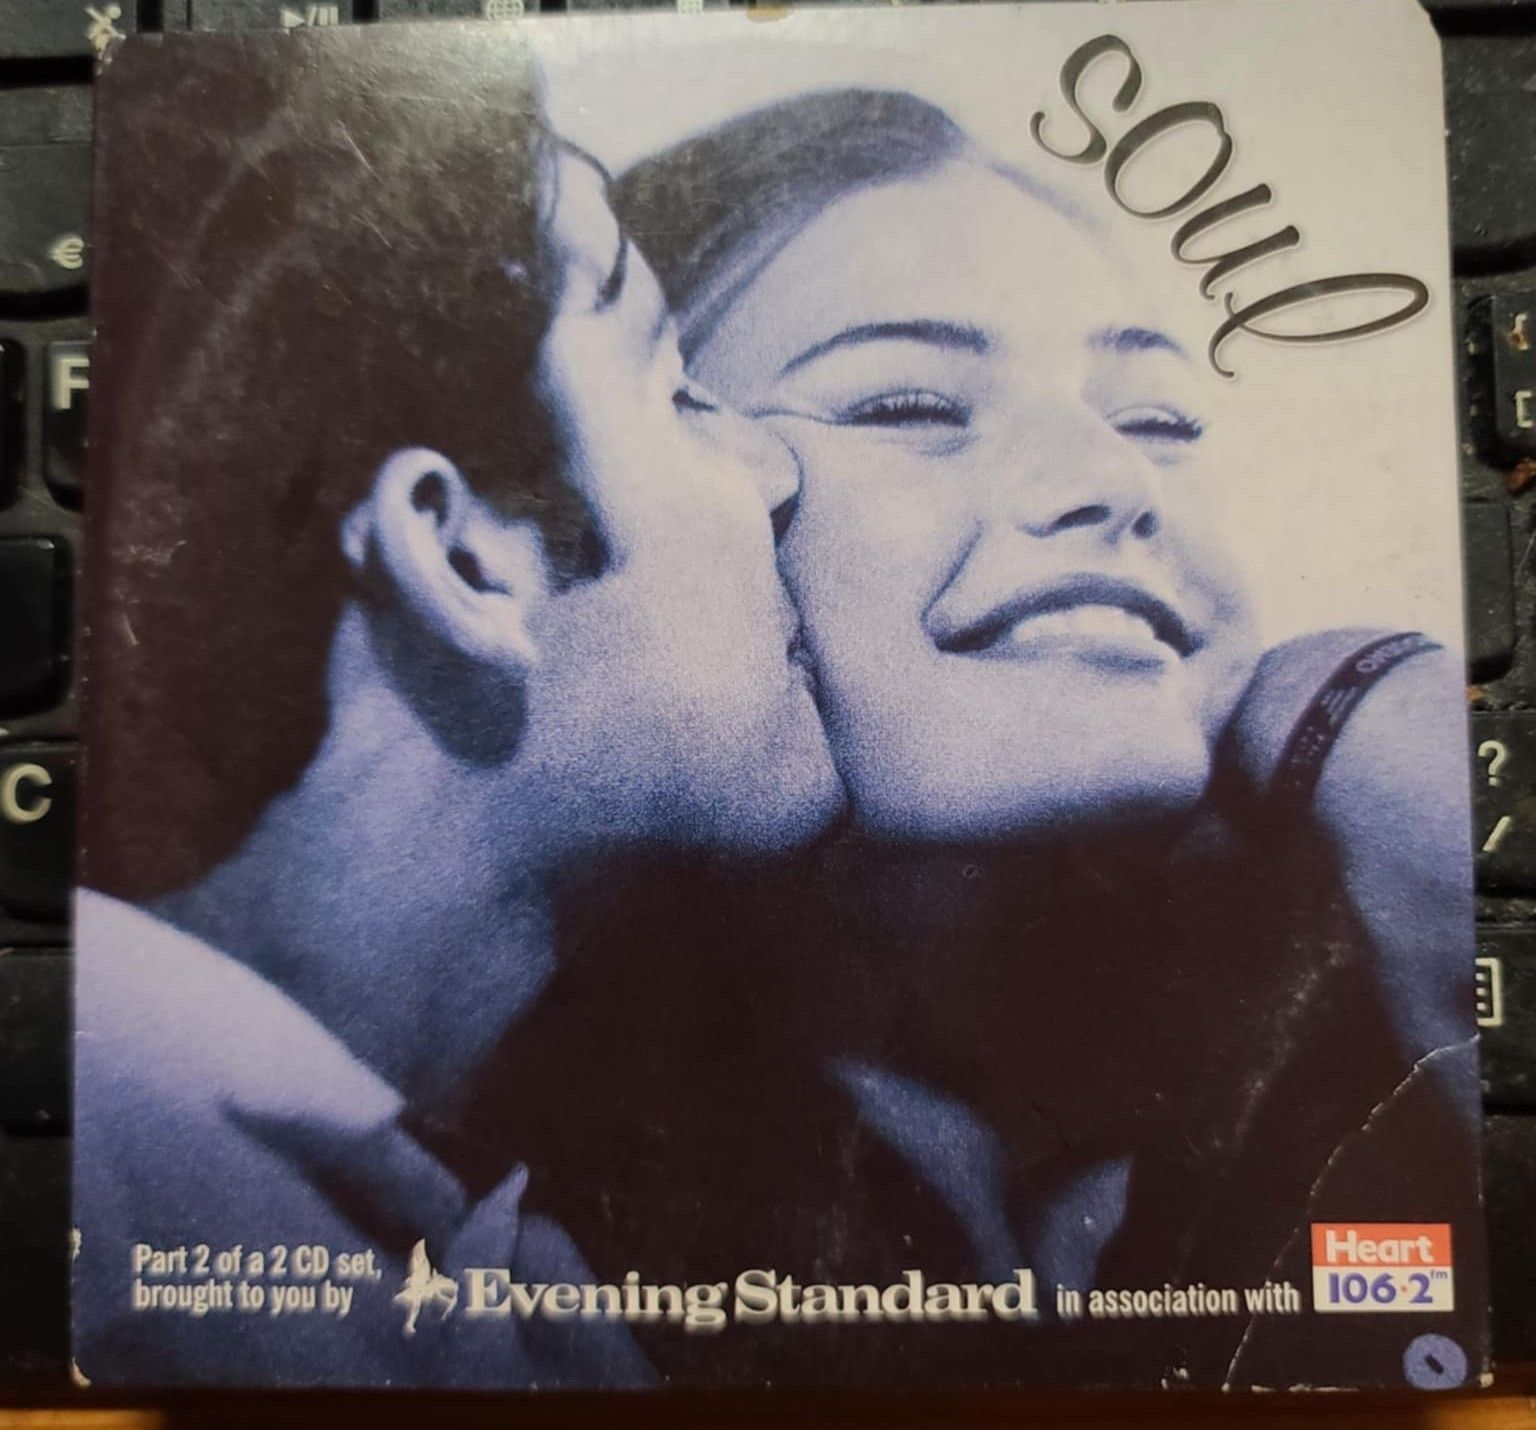 soul
Part 2 of a 2 CD set,
brought to you by
Evening Standard in association with
Heart
106·2 fm
€
F
C
?
/